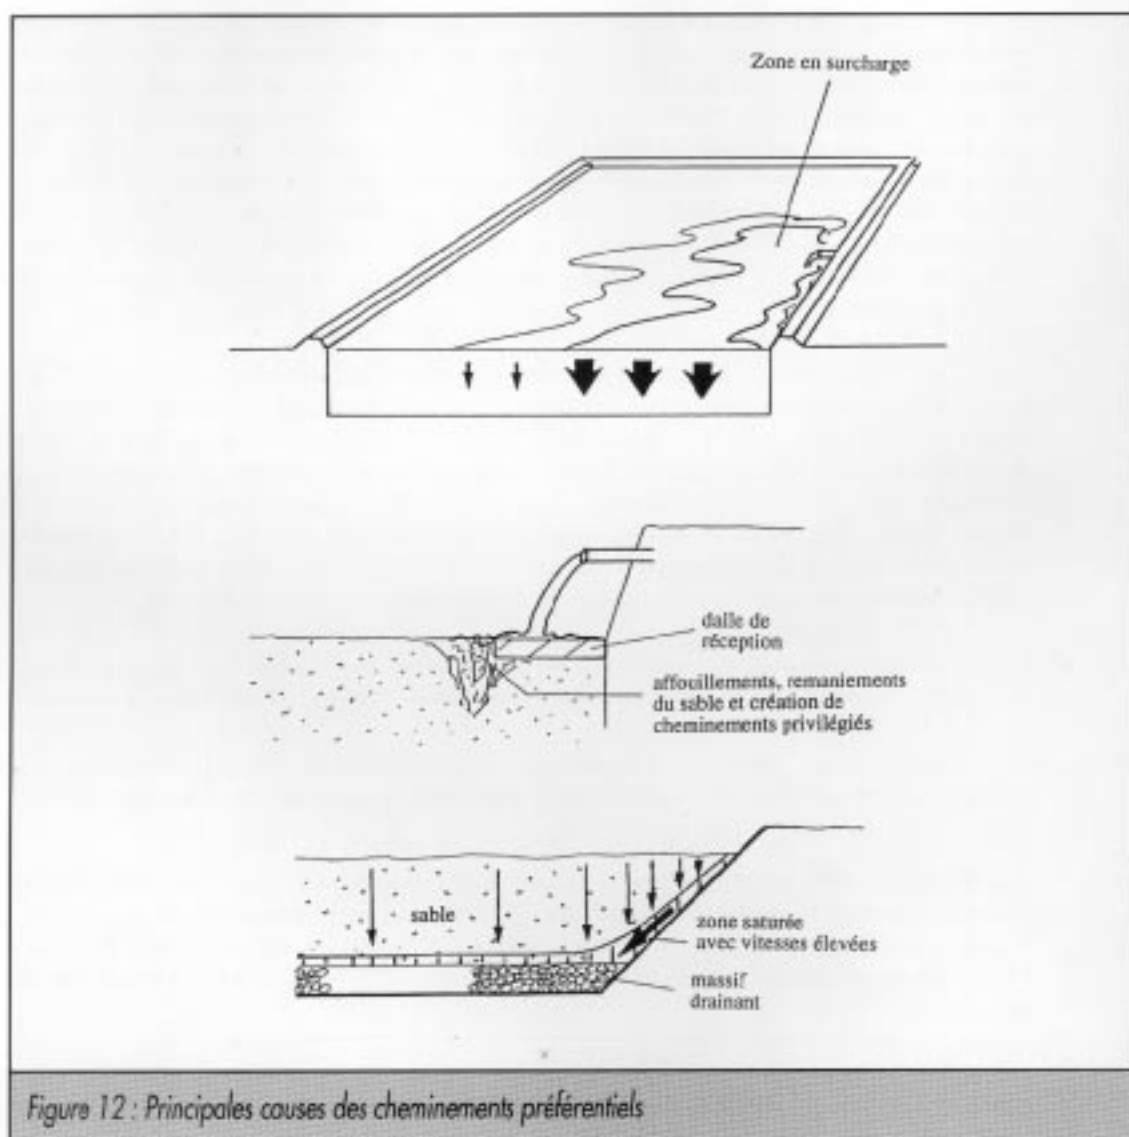 Zone en surcharge
dalle de
réception
affouillements, remaniements
du sable et création de
cheminements privilégiés
sable
zone saturée
avec vitesses élevées
massif
drainant
Figure 12 : Principales causes des cheminements préférentiels